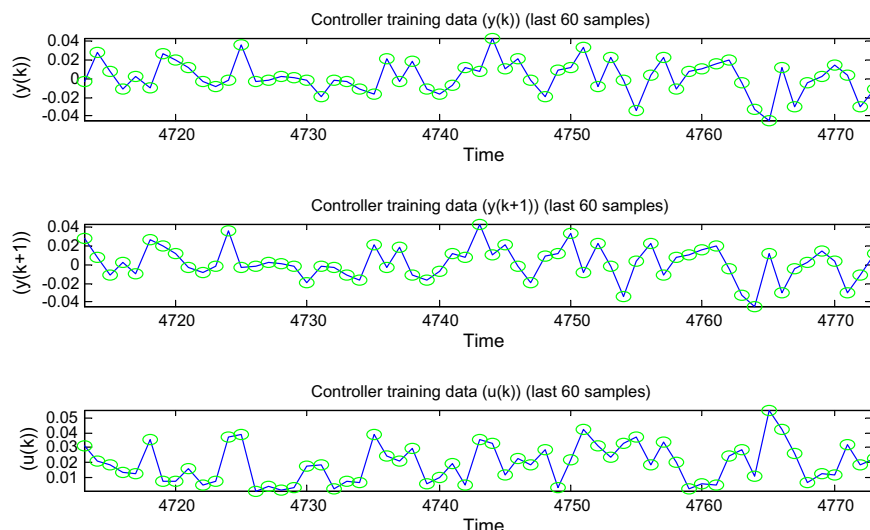 Controller training data (y(k)) (last 60 samples)
(y(k))
0.04
0.02
0
-0.02
-0.04
4720 4730 4740 4750 4760 4770
Time
Controller training data (y(k+1)) (last 60 samples)
(y(k+1))
0.04
0.02
0
-0.02
-0.04
4720 4730 4740 4750 4760 4770
Time
Controller training data (u(k)) (last 60 samples)
(u(k))
0.05
0.04
0.03
0.02
0.01
4720 4730 4740 4750 4760 4770
Time